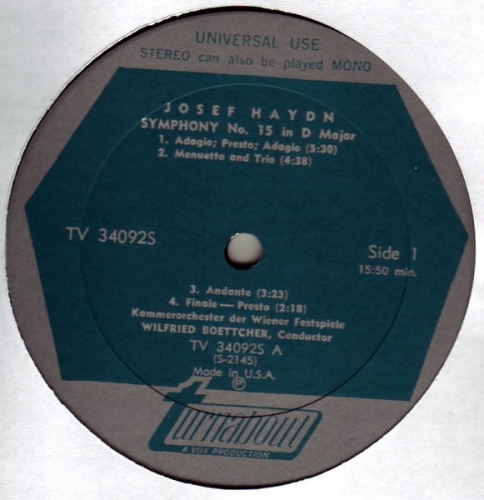 UNIVERSAL USE
STEREO can also be played MONO
JOSEF HAYDN
SYMPHONY No. 15 in D Major
1. Adagio; Presto; Adagio (5:30)
2. Menuetto and Trio (4:38)
TV 34092S
Side 1
15:50 min.
3. Andante (3:23)
4. Finale — Presto (2:18)
Kammerorchester der Wiener Festspiele
WILFRIED BOETTCHER, Conductor
TV 34092S A
(S-2145)
Made in U.S.A.
℗
turnabout
A VOX PRODUCTION